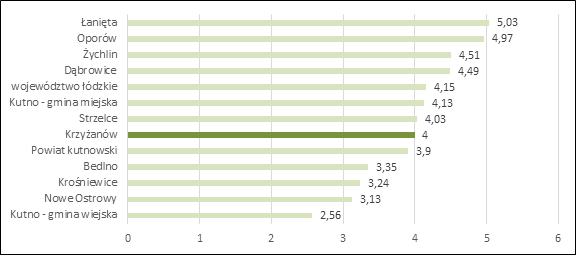 Łanięta 5,03
Oporów 4,97
Żychlin 4,51
Dąbrowice 4,49
województwo łódzkie 4,15
Kutno - gmina miejska 4,13
Strzelce 4,03
Krzyżanów 4
Powiat kutnowski 3,9
Bedlno 3,35
Krośniewice 3,24
Nowe Ostrowy 3,13
Kutno - gmina wiejska 2,56
0 1 2 3 4 5 6